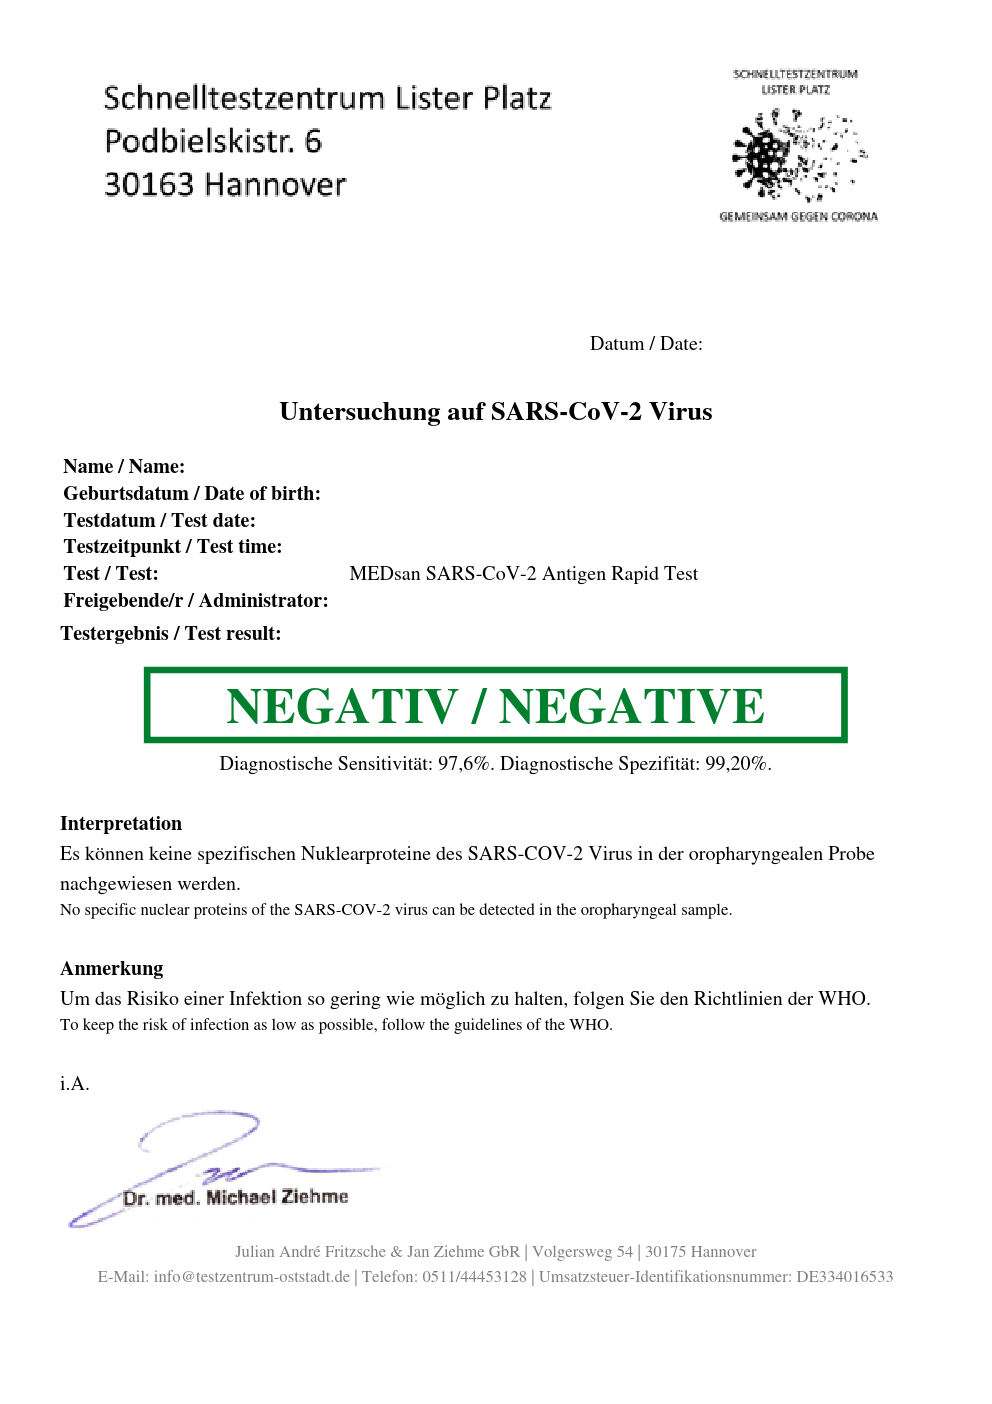 Schnelltestzentrum Lister Platz
Podbielskistr. 6
30163 Hannover
SCHNELLTESTZENTRUM
LISTER PLATZ
GEMEINSAM GEGEN CORONA
Datum / Date:
Untersuchung auf SARS-CoV-2 Virus
Name / Name:
Geburtsdatum / Date of birth:
Testdatum / Test date:
Testzeitpunkt / Test time:
Test / Test: MEDsan SARS-CoV-2 Antigen Rapid Test
Freigebende/r / Administrator:
Testergebnis / Test result:
NEGATIV / NEGATIVE
Diagnostische Sensitivität: 97,6%. Diagnostische Spezifität: 99,20%.
Interpretation
Es können keine spezifischen Nuklearproteine des SARS-COV-2 Virus in der oropharyngealen Probe
nachgewiesen werden.
No specific nuclear proteins of the SARS-COV-2 virus can be detected in the oropharyngeal sample.
Anmerkung
Um das Risiko einer Infektion so gering wie möglich zu halten, folgen Sie den Richtlinien der WHO.
To keep the risk of infection as low as possible, follow the guidelines of the WHO.
i.A.
Dr. med. Michael Ziehme
Julian André Fritzsche & Jan Ziehme GbR | Volgersweg 54 | 30175 Hannover
E-Mail: info@testzentrum-oststadt.de | Telefon: 0511/44453128 | Umsatzsteuer-Identifikationsnummer: DE334016533